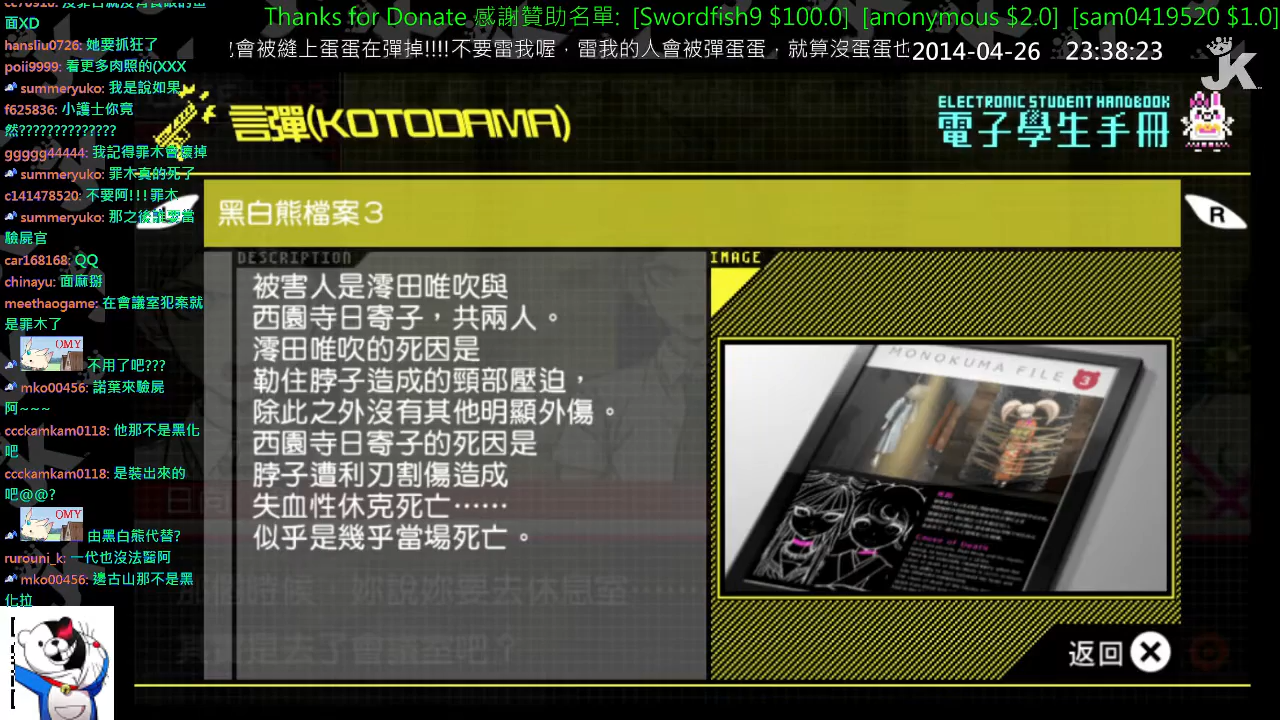 Thanks for Donate 感謝贊助名單: [Swordfish9 $100.0] [anonymous $2.0] [sam0419520 $1.0]
會被縫上蛋蛋在彈掉!!!!不要雷我喔，雷我的人會被彈蛋蛋，就算沒蛋蛋也
2014-04-26 23:38:23
JK
面XD
hansliu0726: 她要抓狂了
poii9999: 看更多肉照的(XXX
summeryuko: 我是說如果
f625836: 小護士你竟
然??????????????
ggggg44444: 我記得罪木會壞掉
summeryuko: 罪木真的死了
c141478520: 不要阿!!!罪木
summeryuko: 那之後誰要當
驗屍官
car168168: QQ
chinayu: 面麻掰
meethaogame: 在會議室犯案就
是罪木了
OMY
不用了吧???
mko00456: 諾葉來驗屍
阿~~~
ccckamkam0118: 他那不是黑化
吧
ccckamkam0118: 是裝出來的
吧@@?
OMY
由黑白熊代替?
rurouni_k: 一代也沒法醫阿
mko00456: 邊古山那不是黑
化拉
言彈(KOTODAMA)
ELECTRONIC STUDENT HANDBOOK
電子學生手冊
黑白熊檔案３
R
DESCRIPTION
被害人是澪田唯吹與
西園寺日寄子，共兩人。
澪田唯吹的死因是
勒住脖子造成的頸部壓迫，
除此之外沒有其他明顯外傷。
西園寺日寄子的死因是
脖子遭利刃割傷造成
失血性休克死亡……
似乎是幾乎當場死亡。
IMAGE
MONOKUMA FILE 3
Cause of Death
返回